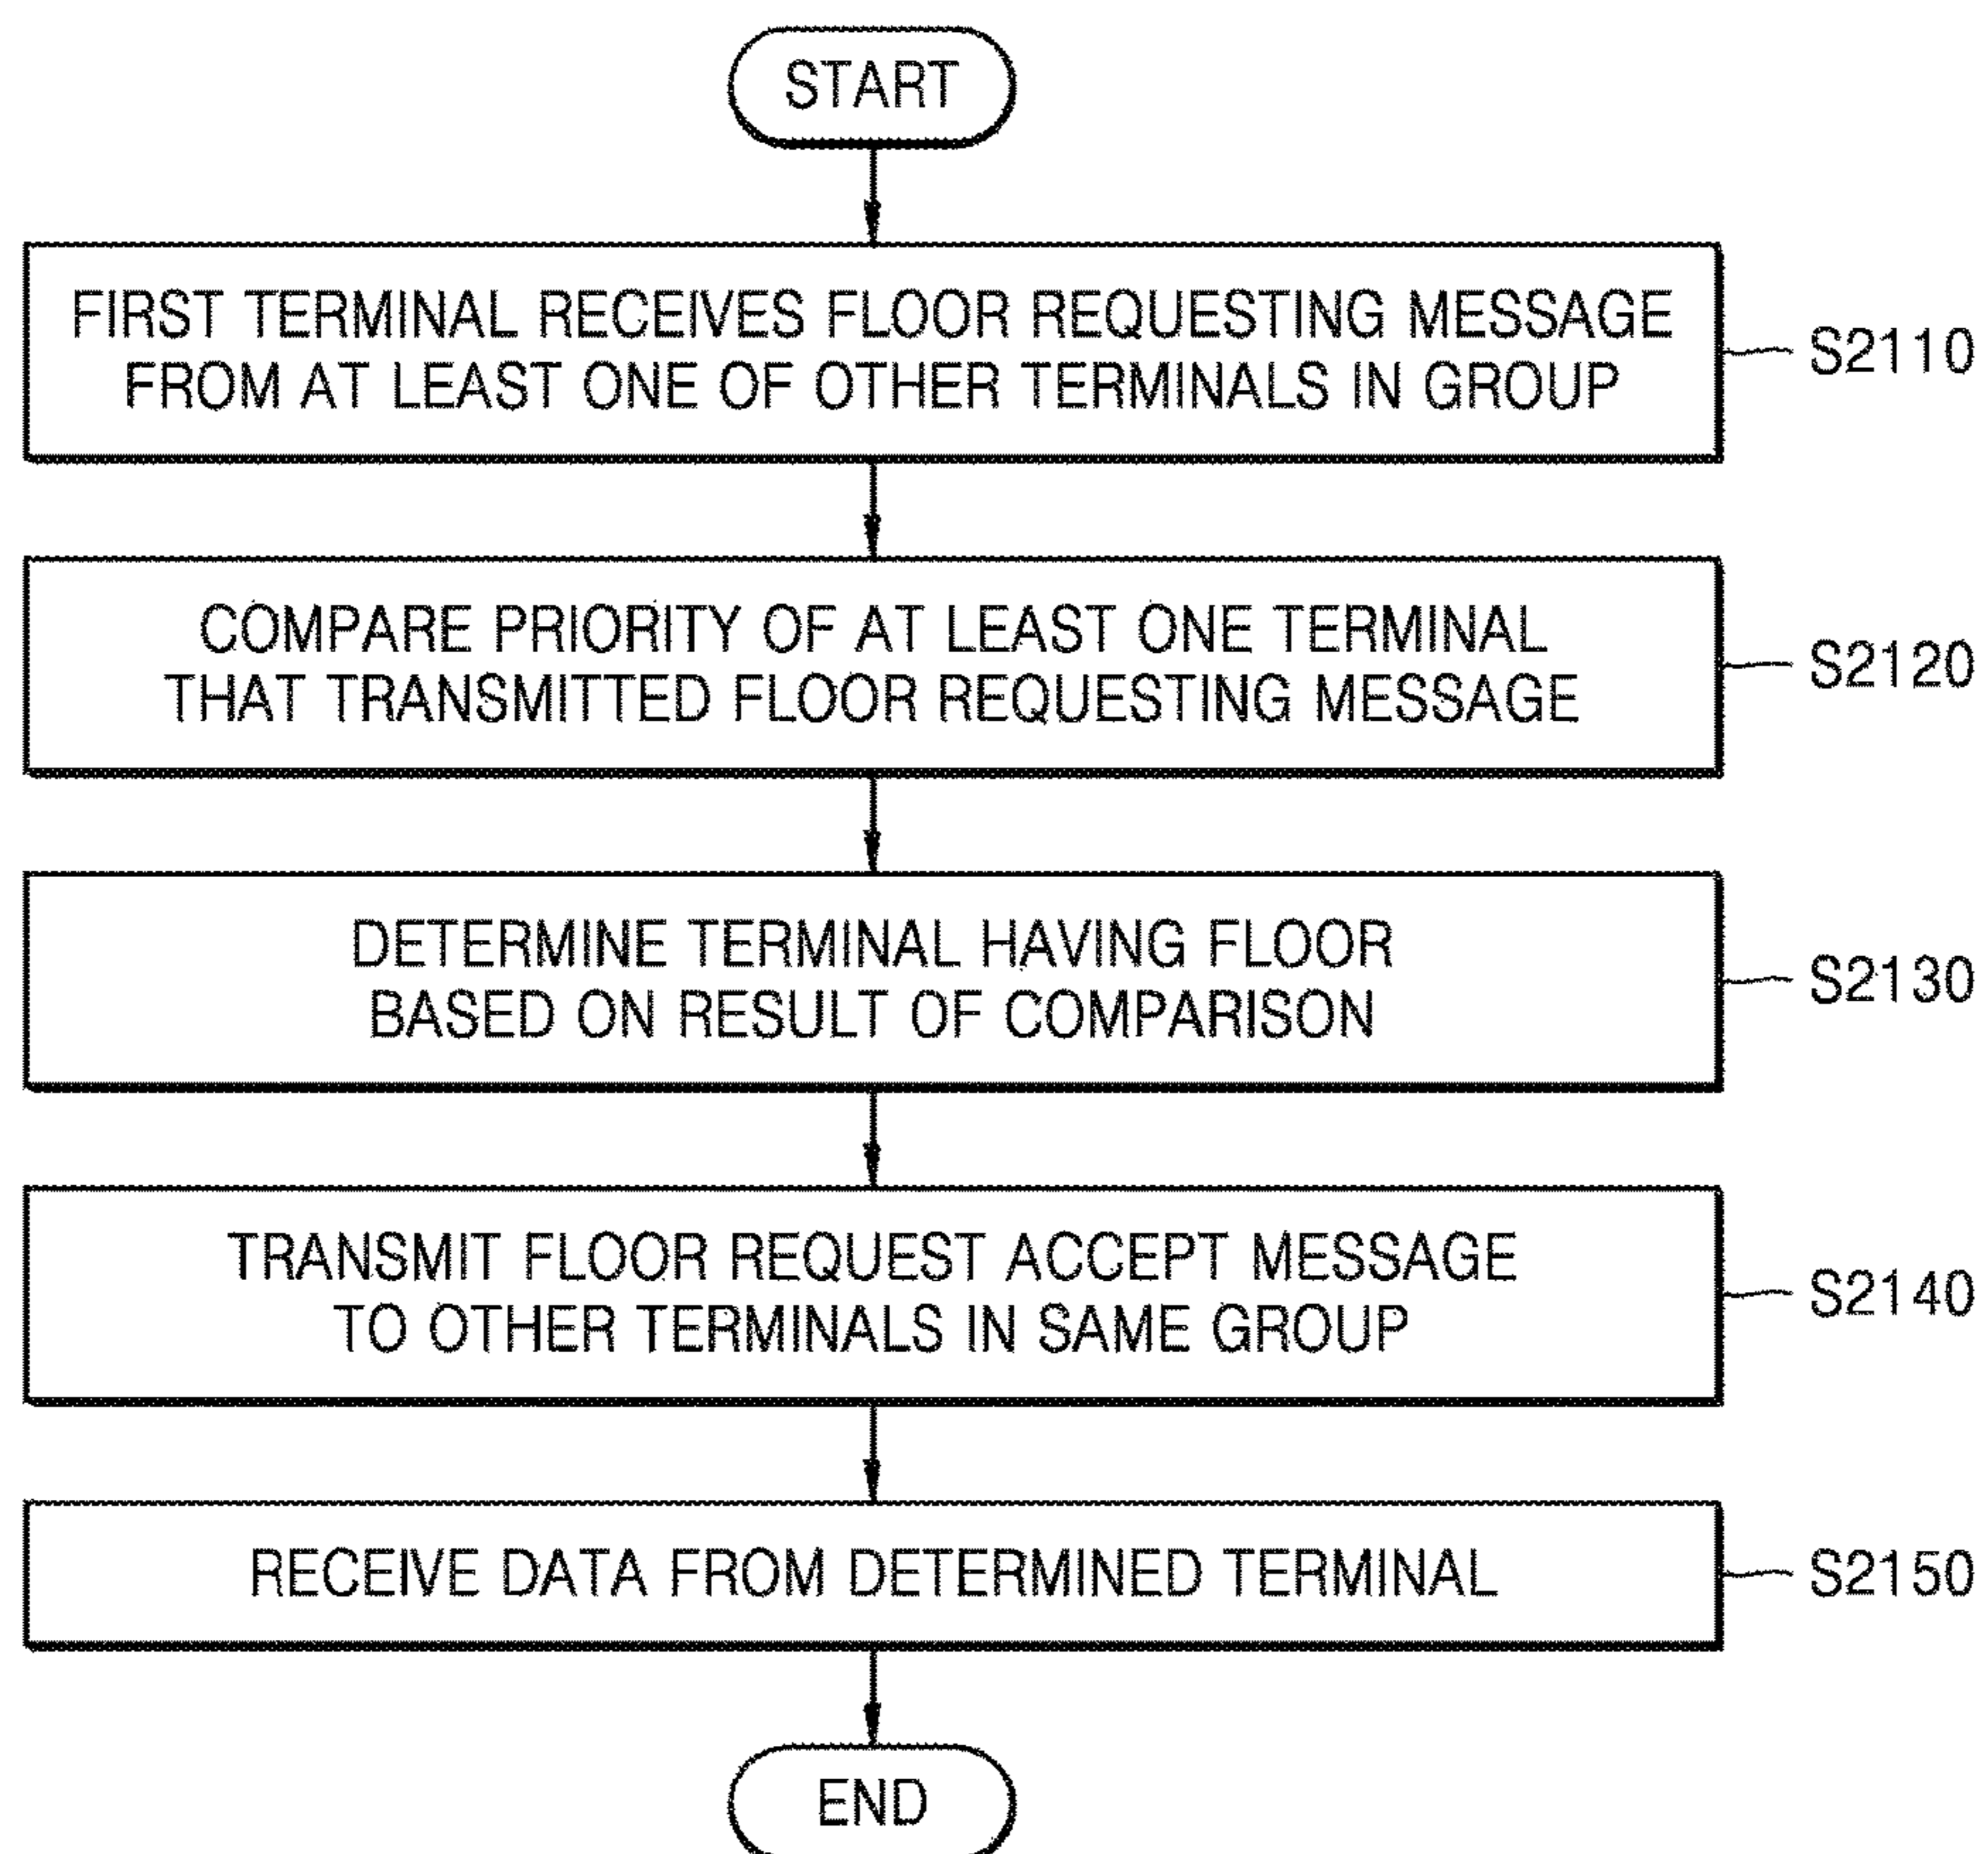 START
FIRST TERMINAL RECEIVES FLOOR REQUESTING MESSAGE
FROM AT LEAST ONE OF OTHER TERMINALS IN GROUP
S2110
COMPARE PRIORITY OF AT LEAST ONE TERMINAL
THAT TRANSMITTED FLOOR REQUESTING MESSAGE
S2120
DETERMINE TERMINAL HAVING FLOOR
BASED ON RESULT OF COMPARISON
S2130
TRANSMIT FLOOR REQUEST ACCEPT MESSAGE
TO OTHER TERMINALS IN SAME GROUP
S2140
RECEIVE DATA FROM DETERMINED TERMINAL
S2150
END